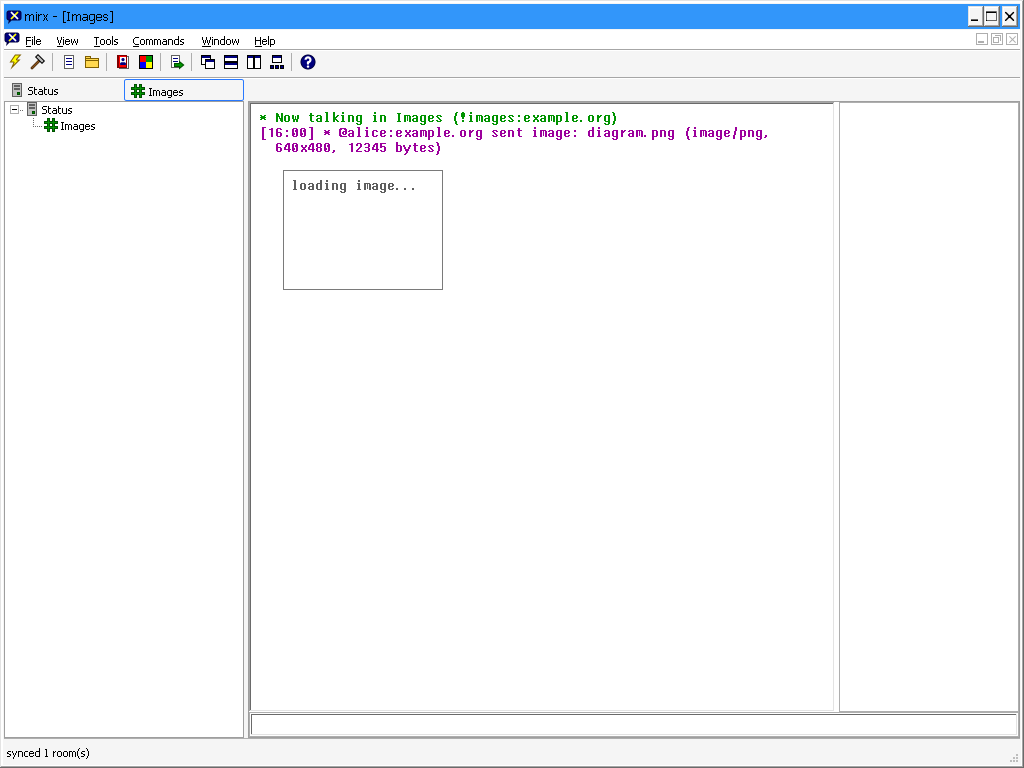 mirx - [Images]
File View Tools Commands Window Help
Status Images
Status
Images
* Now talking in Images (!images:example.org)
[16:00] * @alice:example.org sent image: diagram.png (image/png,
640x480, 12345 bytes)
loading image...
synced 1 room(s)